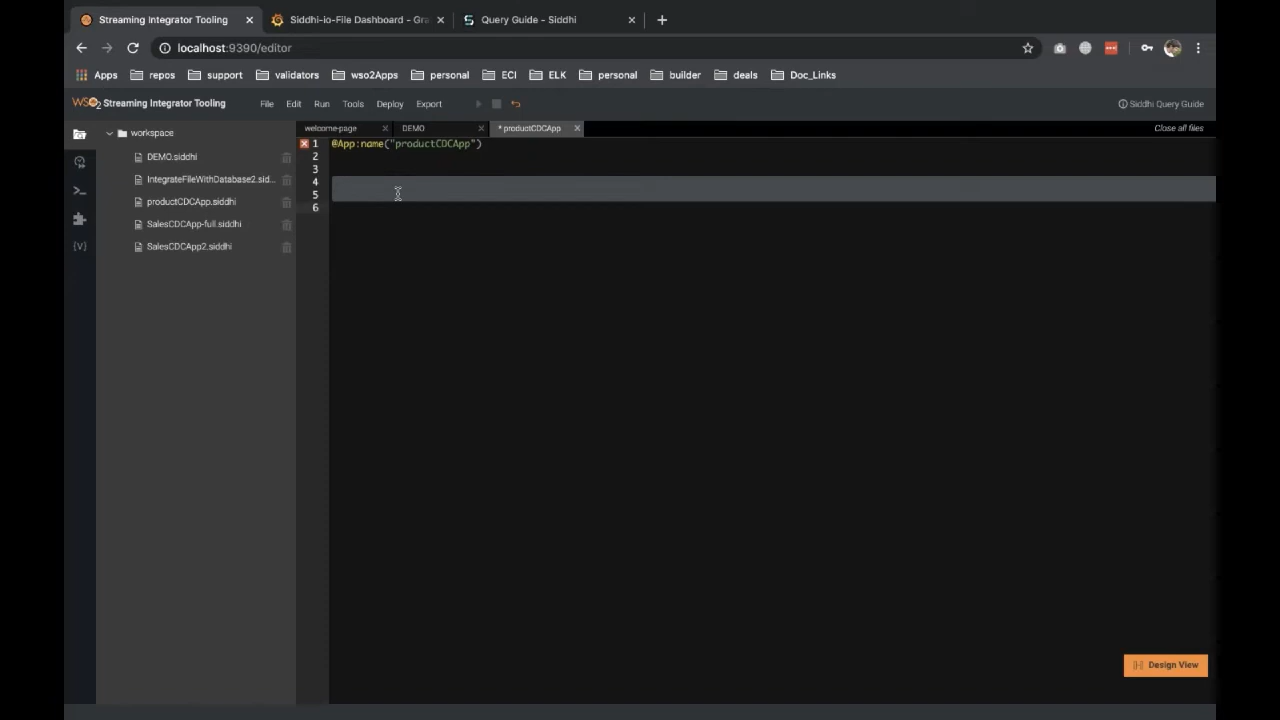 Streaming Integrator Tooling
Siddhi-io-File Dashboard - Gra
Query Guide - Siddhi
localhost:9390/editor
Apps repos support validators wso2Apps personal ECI ELK personal builder deals Doc_Links
WSO2 Streaming Integrator Tooling File Edit Run Tools Deploy Export Siddhi Query Guide
workspace
DEMO.siddhi
IntegrateFileWithDatabase2.sid...
productCDCApp.siddhi
SalesCDCApp-full.siddhi
SalesCDCApp2.siddhi
welcome-page DEMO * productCDCApp Close all files
1 @App:name("productCDCApp")
2
3
4
5
6
Design View